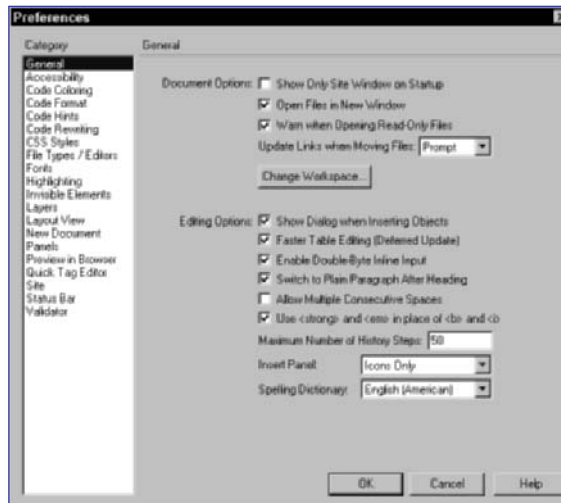 Preferences
Category
General
General
Accessibility
Code Coloring
Code Format
Code Hints
Code Rewriting
CSS Styles
File Types / Editors
Fonts
Highlighting
Invisible Elements
Layers
Layout View
New Document
Panels
Preview in Browser
Quick Tag Editor
Site
Status Bar
Validator
Document Options: Show Only Site Window on Startup
Open Files in New Window
Warn when Opening Read-Only Files
Update Links when Moving Files: Prompt
Change Workspace...
Editing Options: Show Dialog when Inserting Objects
Faster Table Editing (Deferred Update)
Enable Double-Byte Inline Input
Switch to Plain Paragraph After Heading
Allow Multiple Consecutive Spaces
Use <strong> and <em> in place of <b> and <i>
Maximum Number of History Steps: 50
Insert Panel: Icons Only
Spelling Dictionary: English (American)
OK Cancel Help